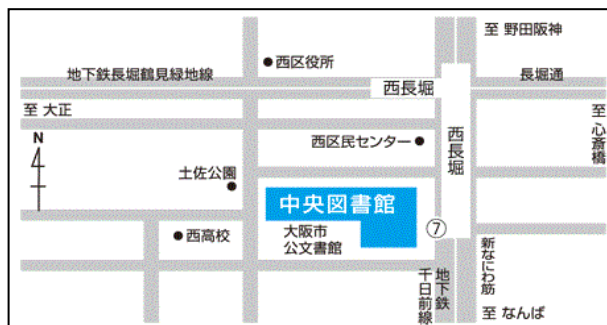 至 野田阪神
西区役所
地下鉄長堀鶴見緑地線
西長堀
長堀通
至 大正
至 心斎橋
N
西区民センター
西長堀
土佐公園
中央図書館
大阪市
公文書館
西高校
⑦
新なにわ筋
地下鉄
千日前線
至 なんば